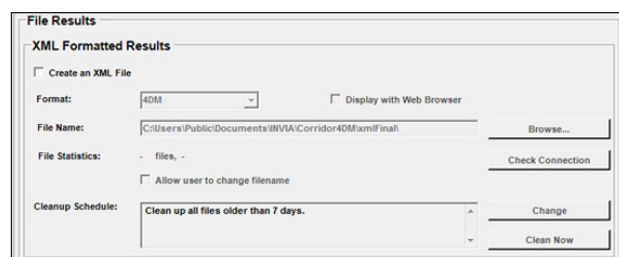 File Results
XML Formatted Results
Create an XML File
Format: 4DM Display with Web Browser
File Name: C:\Users\Public\Documents\INVIA\Corridor4DM\xmlFinal\ Browse...
File Statistics: - files, - Check Connection
Allow user to change filename
Cleanup Schedule: Clean up all files older than 7 days. Change
Clean Now